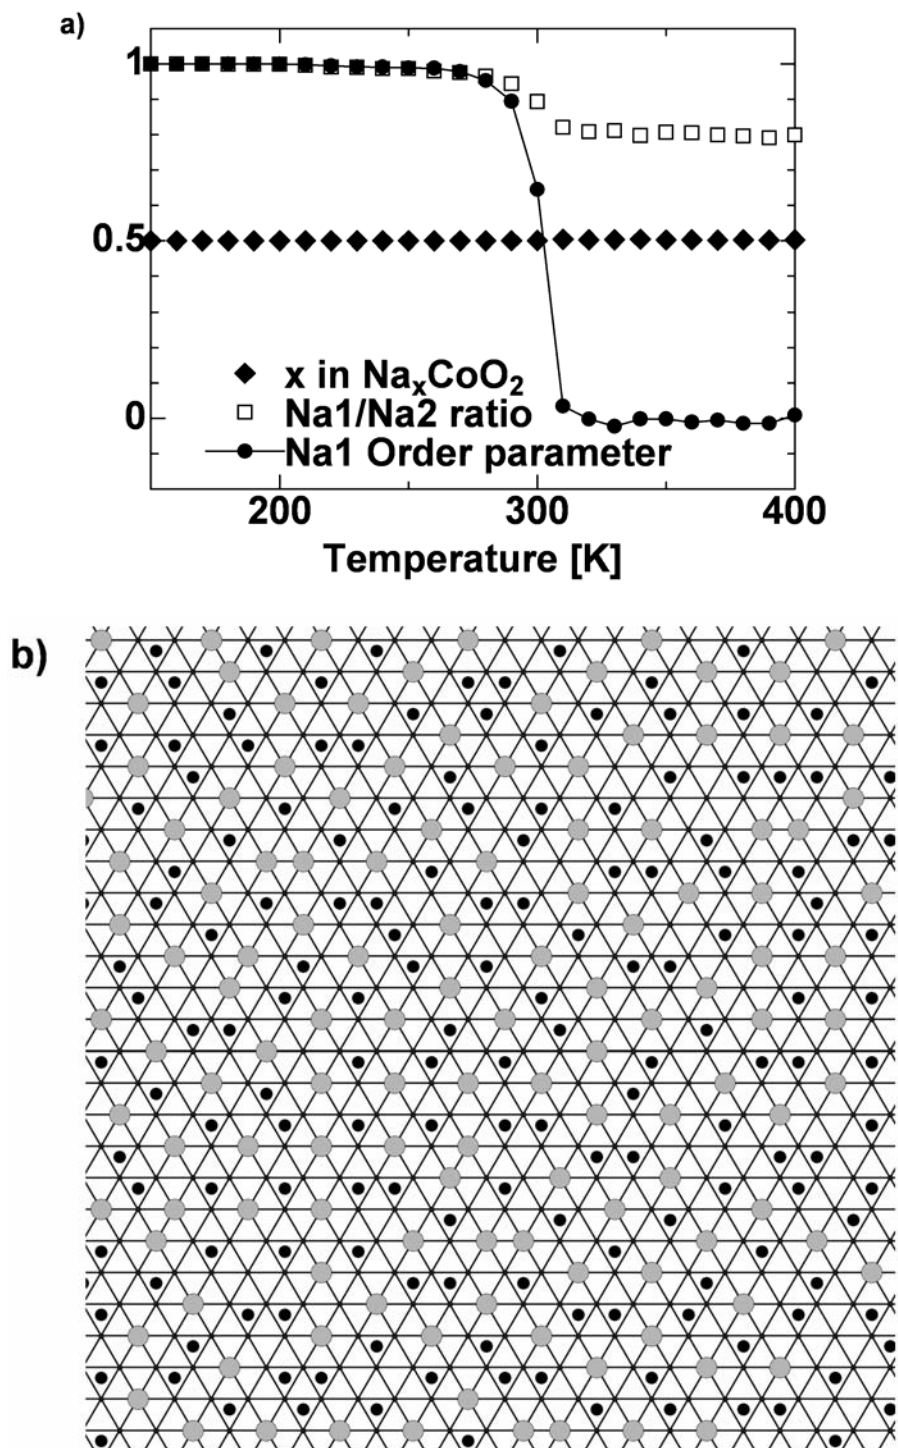 a)
1
0.5
0
x in NaxCoO2
Na1/Na2 ratio
Na1 Order parameter
200 300 400
Temperature [K]
b)